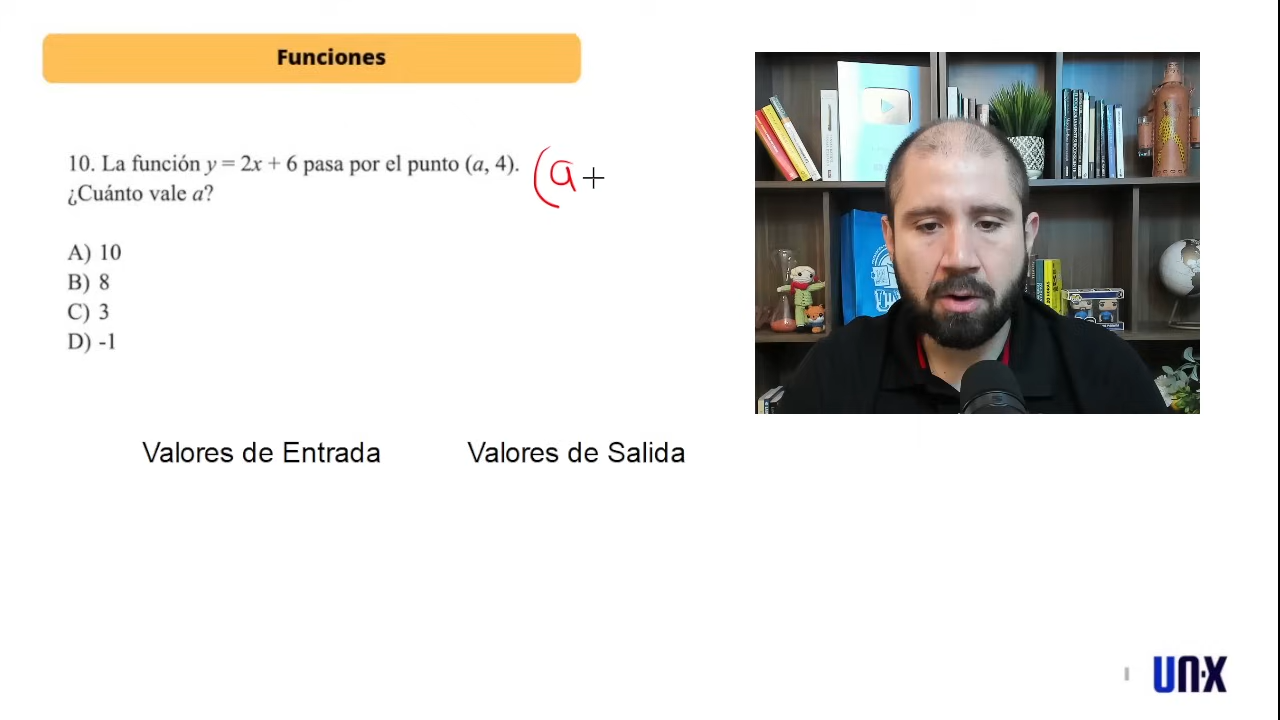 Funciones
10. La función y = 2x + 6 pasa por el punto (a, 4).
¿Cuánto vale a?
(a
A) 10
B) 8
C) 3
D) -1
Valores de Entrada
Valores de Salida
UNX